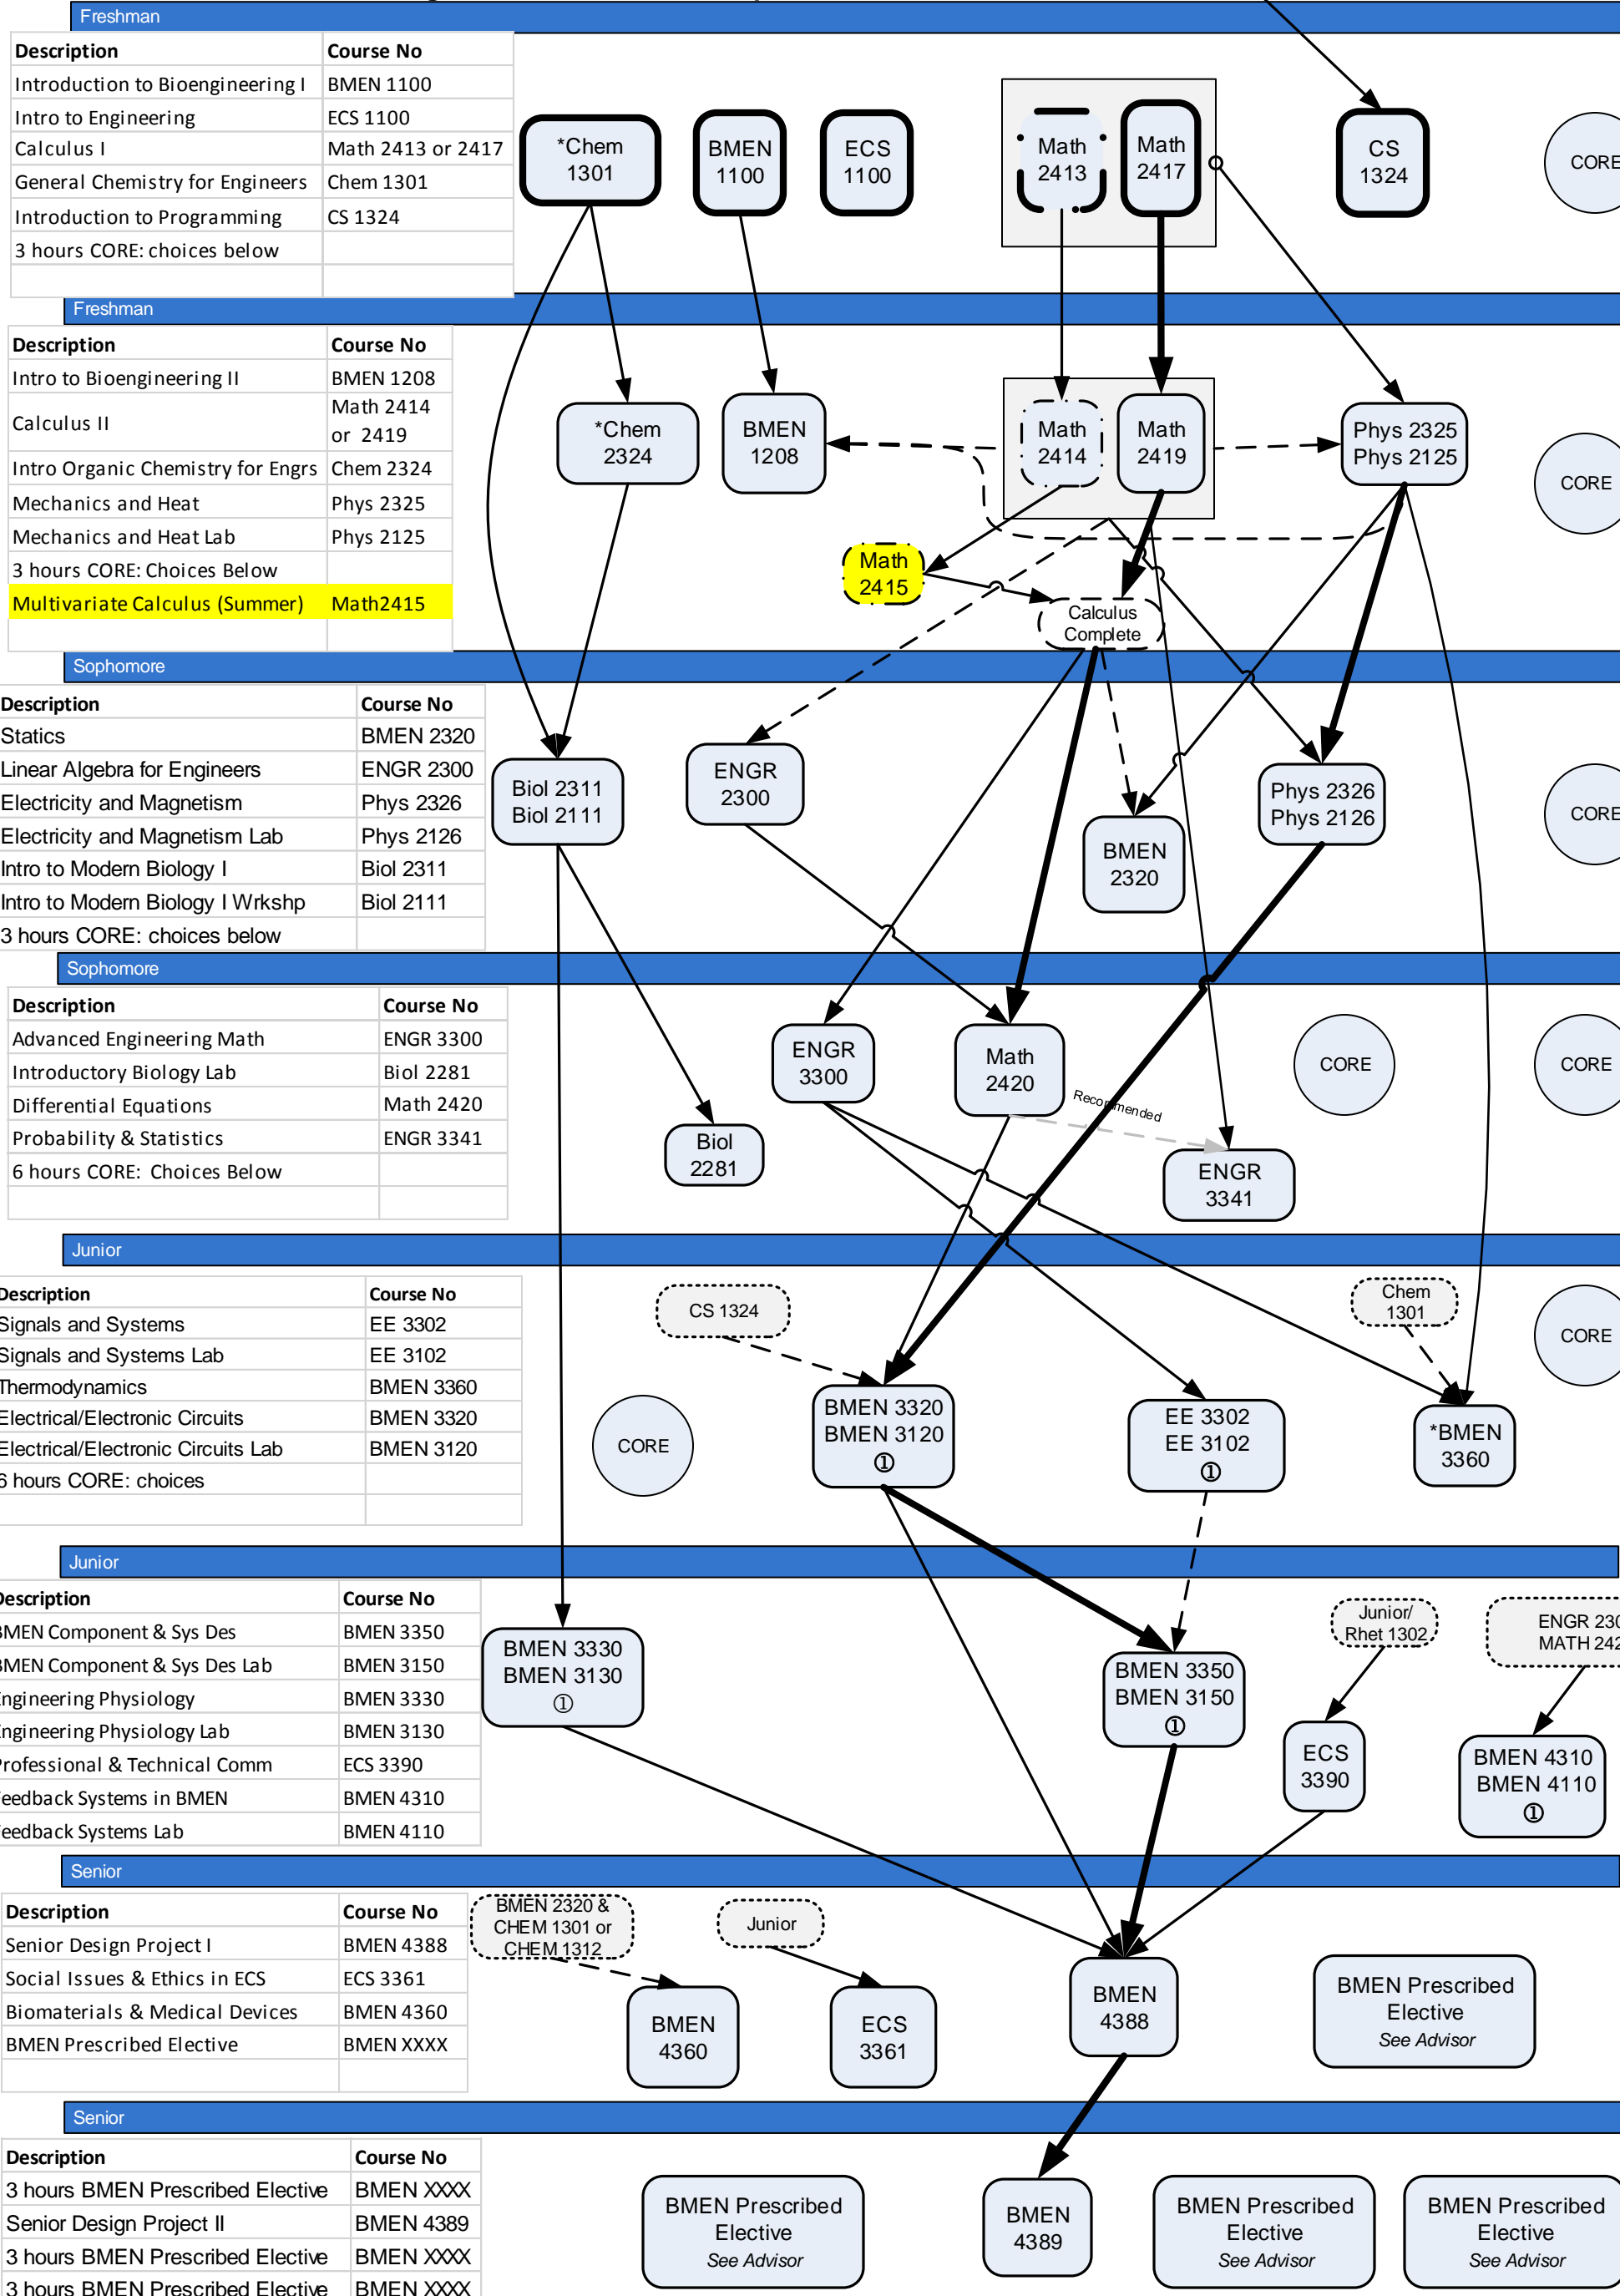 Freshman
Description Course No
Introduction to Bioengineering I BMEN 1100
Intro to Engineering ECS 1100
Calculus I Math 2413 or 2417
General Chemistry for Engineers Chem 1301
Introduction to Programming CS 1324
3 hours CORE: choices below
*Chem
1301
BMEN
1100
ECS
1100
Math
2413
Math
2417
CS
1324
CORE
Freshman
Description Course No
Intro to Bioengineering II BMEN 1208
Calculus II Math 2414
or 2419
Intro Organic Chemistry for Engrs Chem 2324
Mechanics and Heat Phys 2325
Mechanics and Heat Lab Phys 2125
3 hours CORE: Choices Below
Multivariate Calculus (Summer) Math2415
*Chem
2324
BMEN
1208
Math
2414
Math
2419
Phys 2325
Phys 2125
CORE
Math
2415
Calculus
Complete
Sophomore
Description Course No
Statics BMEN 2320
Linear Algebra for Engineers ENGR 2300
Electricity and Magnetism Phys 2326
Electricity and Magnetism Lab Phys 2126
Intro to Modern Biology I Biol 2311
Intro to Modern Biology I Wrkshp Biol 2111
3 hours CORE: choices below
Biol 2311
Biol 2111
ENGR
2300
BMEN
2320
Phys 2326
Phys 2126
CORE
Sophomore
Description Course No
Advanced Engineering Math ENGR 3300
Introductory Biology Lab Biol 2281
Differential Equations Math 2420
Probability & Statistics ENGR 3341
6 hours CORE: Choices Below
Biol
2281
ENGR
3300
Math
2420
Recommended
ENGR
3341
CORE
CORE
Junior
Description Course No
Signals and Systems EE 3302
Signals and Systems Lab EE 3102
Thermodynamics BMEN 3360
Electrical/Electronic Circuits BMEN 3320
Electrical/Electronic Circuits Lab BMEN 3120
6 hours CORE: choices
CS 1324
Chem
1301
CORE
CORE
BMEN 3320
BMEN 3120
①
EE 3302
EE 3102
①
*BMEN
3360
Junior
Description Course No
BMEN Component & Sys Des BMEN 3350
BMEN Component & Sys Des Lab BMEN 3150
Engineering Physiology BMEN 3330
Engineering Physiology Lab BMEN 3130
Professional & Technical Comm ECS 3390
Feedback Systems in BMEN BMEN 4310
Feedback Systems Lab BMEN 4110
BMEN 3330
BMEN 3130
①
BMEN 3350
BMEN 3150
①
Junior/
Rhet 1302
ECS
3390
ENGR 230
MATH 242
BMEN 4310
BMEN 4110
①
Senior
Description Course No
Senior Design Project I BMEN 4388
Social Issues & Ethics in ECS ECS 3361
Biomaterials & Medical Devices BMEN 4360
BMEN Prescribed Elective BMEN XXXX
BMEN 2320 &
CHEM 1301 or
CHEM 1312
Junior
BMEN
4360
ECS
3361
BMEN
4388
BMEN Prescribed
Elective
See Advisor
Senior
Description Course No
3 hours BMEN Prescribed Elective BMEN XXXX
Senior Design Project II BMEN 4389
3 hours BMEN Prescribed Elective BMEN XXXX
3 hours BMEN Prescribed Elective BMEN XXXX
BMEN Prescribed
Elective
See Advisor
BMEN
4389
BMEN Prescribed
Elective
See Advisor
BMEN Prescribed
Elective
See Advisor